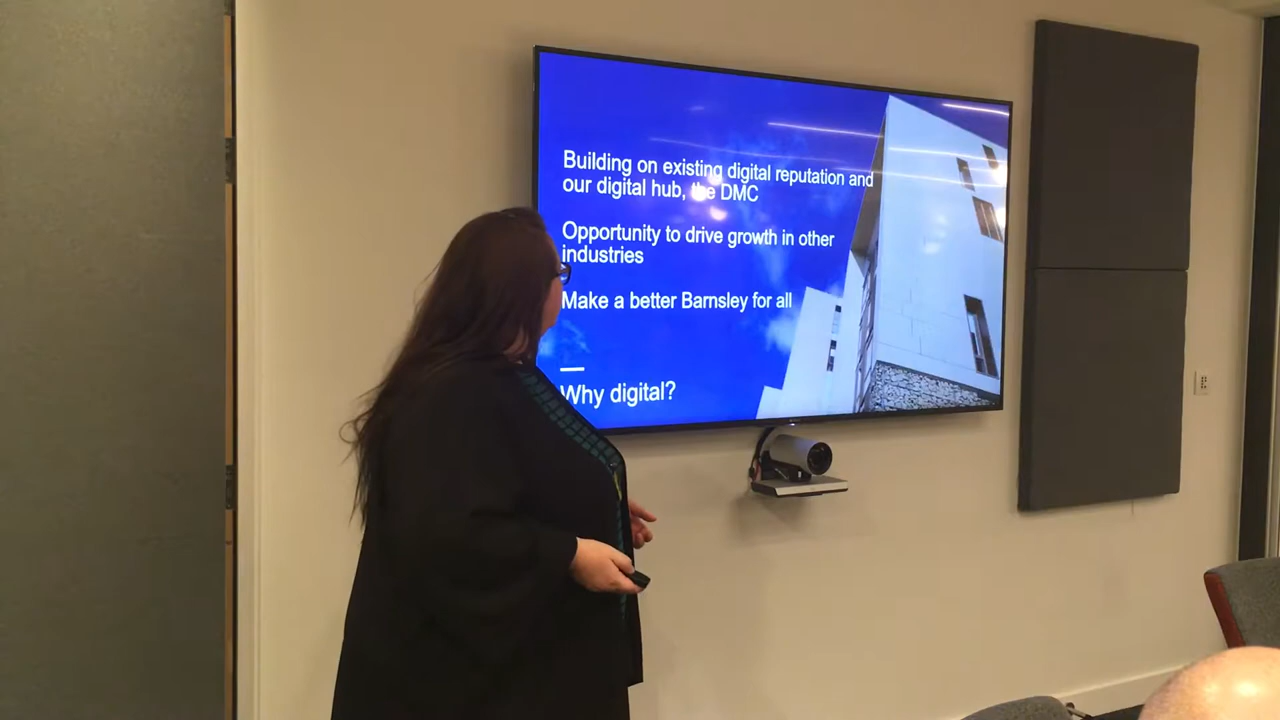 Building on existing digital reputation and
our digital hub, the DMC
Opportunity to drive growth in other
industries
Make a better Barnsley for all
Why digital?